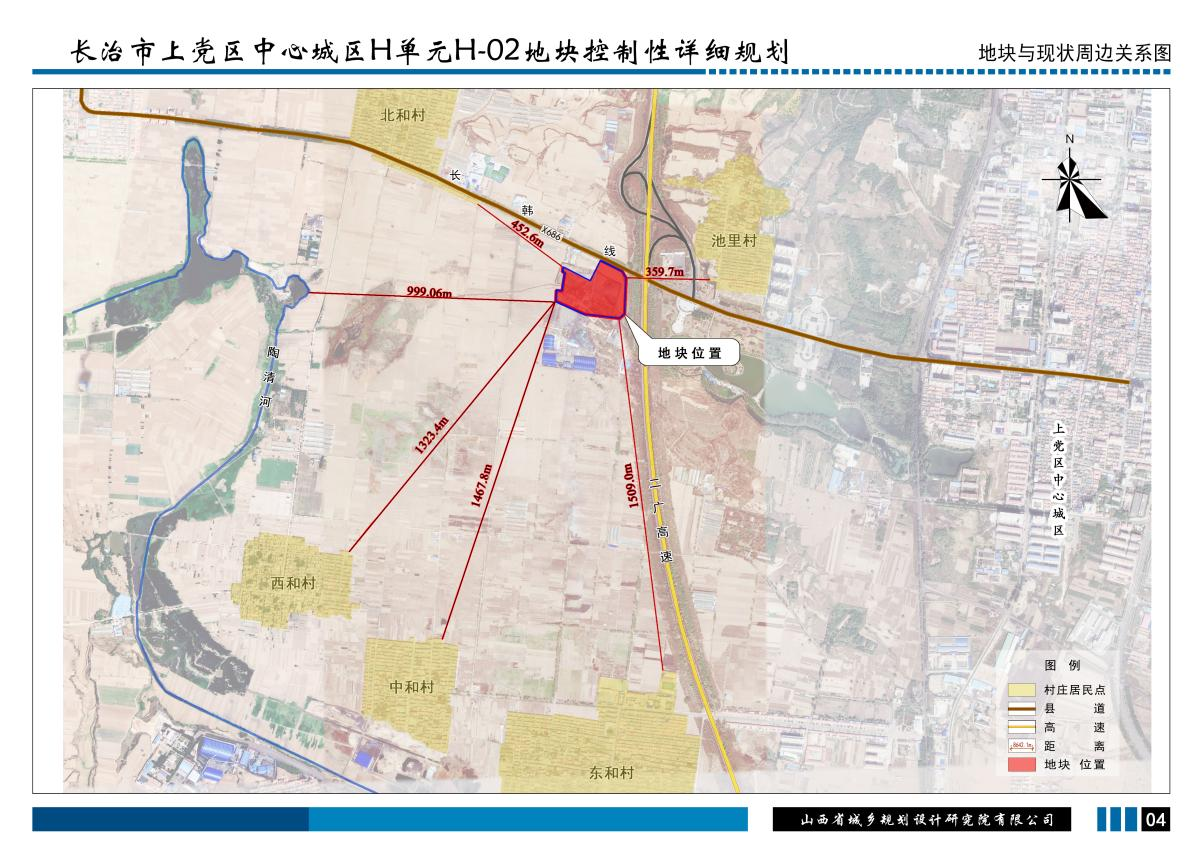 长治市上党区中心城区H单元H-02地块控制性详细规划
地块与现状周边关系图
北和村
N
长
韩
X686
线
452.6m
池里村
359.7m
999.06m
地块位置
陶清河
1323.4m
1467.8m
1509.0m
二广高速
上党区中心城区
西和村
中和村
东和村
图 例
村庄居民点
县 道
高 速
8642.1m
距 离
地块 位置
山西省城乡规划设计研究院有限公司
04